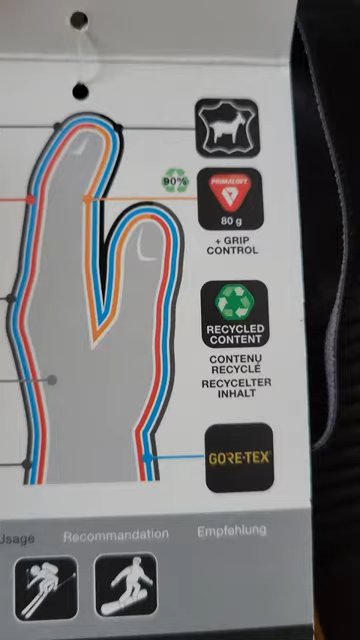 90%
PRIMALOFT
80 g
+ GRIP
CONTROL
RECYCLED
CONTENT
CONTENU
RECYCLÉ
RECYCELTER
INHALT
GORE-TEX
Usage Recommandation Empfehlung